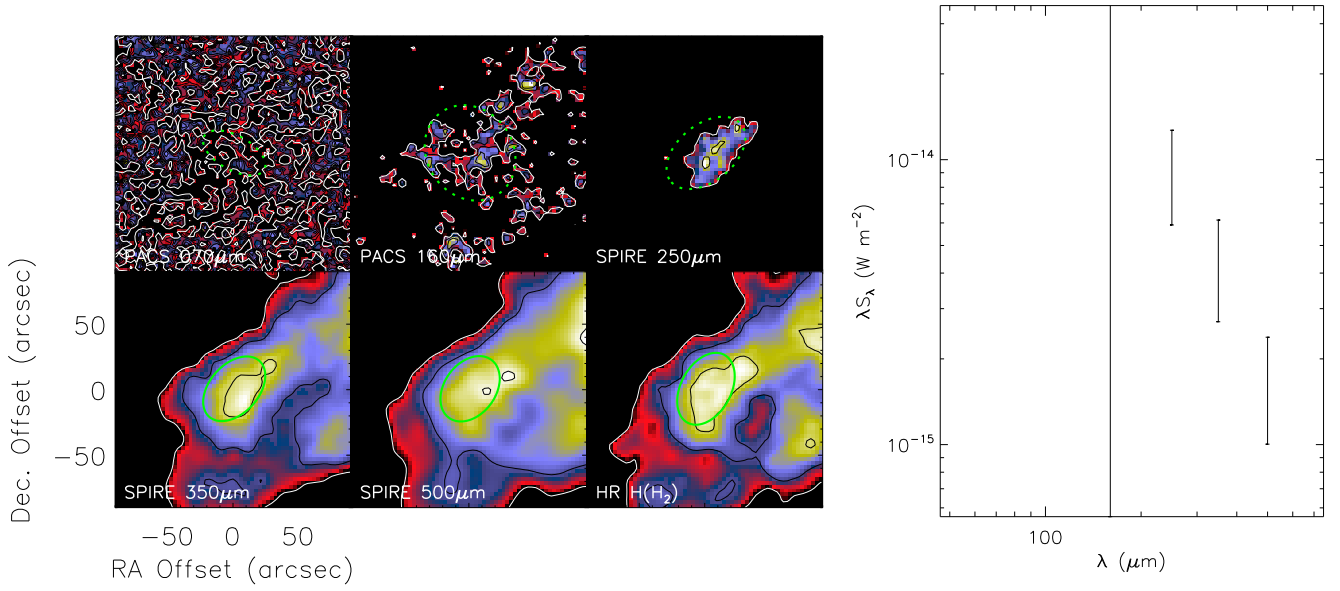 PACS 070μm
PACS 160μm
SPIRE 250μm
SPIRE 350μm
SPIRE 500μm
HR H(H₂)
Dec. Offset (arcsec)
50
0
−50
−50 0 50
RA Offset (arcsec)
λSλ (W m⁻²)
10⁻¹⁴
10⁻¹⁵
100
λ (μm)